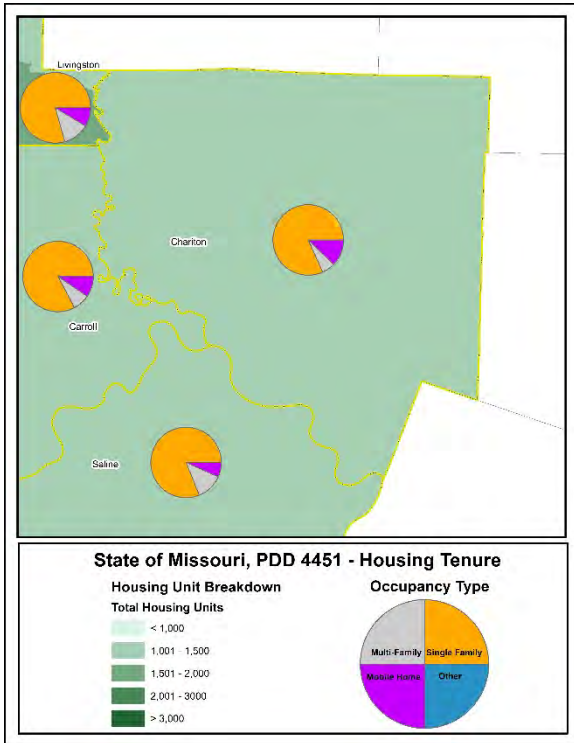 Livingston
Chariton
Carroll
Saline
State of Missouri, PDD 4451 - Housing Tenure
Housing Unit Breakdown
Total Housing Units
< 1,000
1,001 - 1,500
1,501 - 2,000
2,001 - 3000
> 3,000
Occupancy Type
Multi-Family
Single Family
Mobile Home
Other